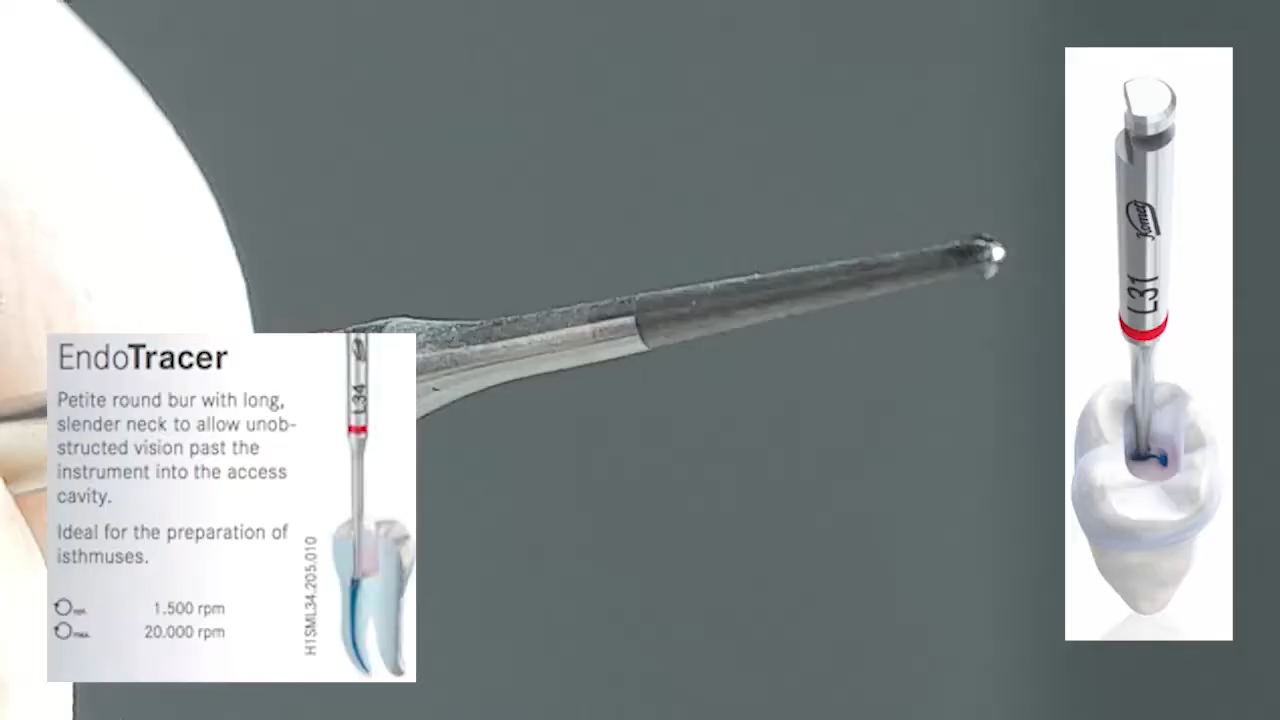 EndoTracer
Petite round bur with long,
slender neck to allow unob-
structed vision past the
instrument into the access
cavity.
Ideal for the preparation of
isthmuses.
1.500 rpm
max. 20.000 rpm
L34
H1SML34.205.010
Komet
L31